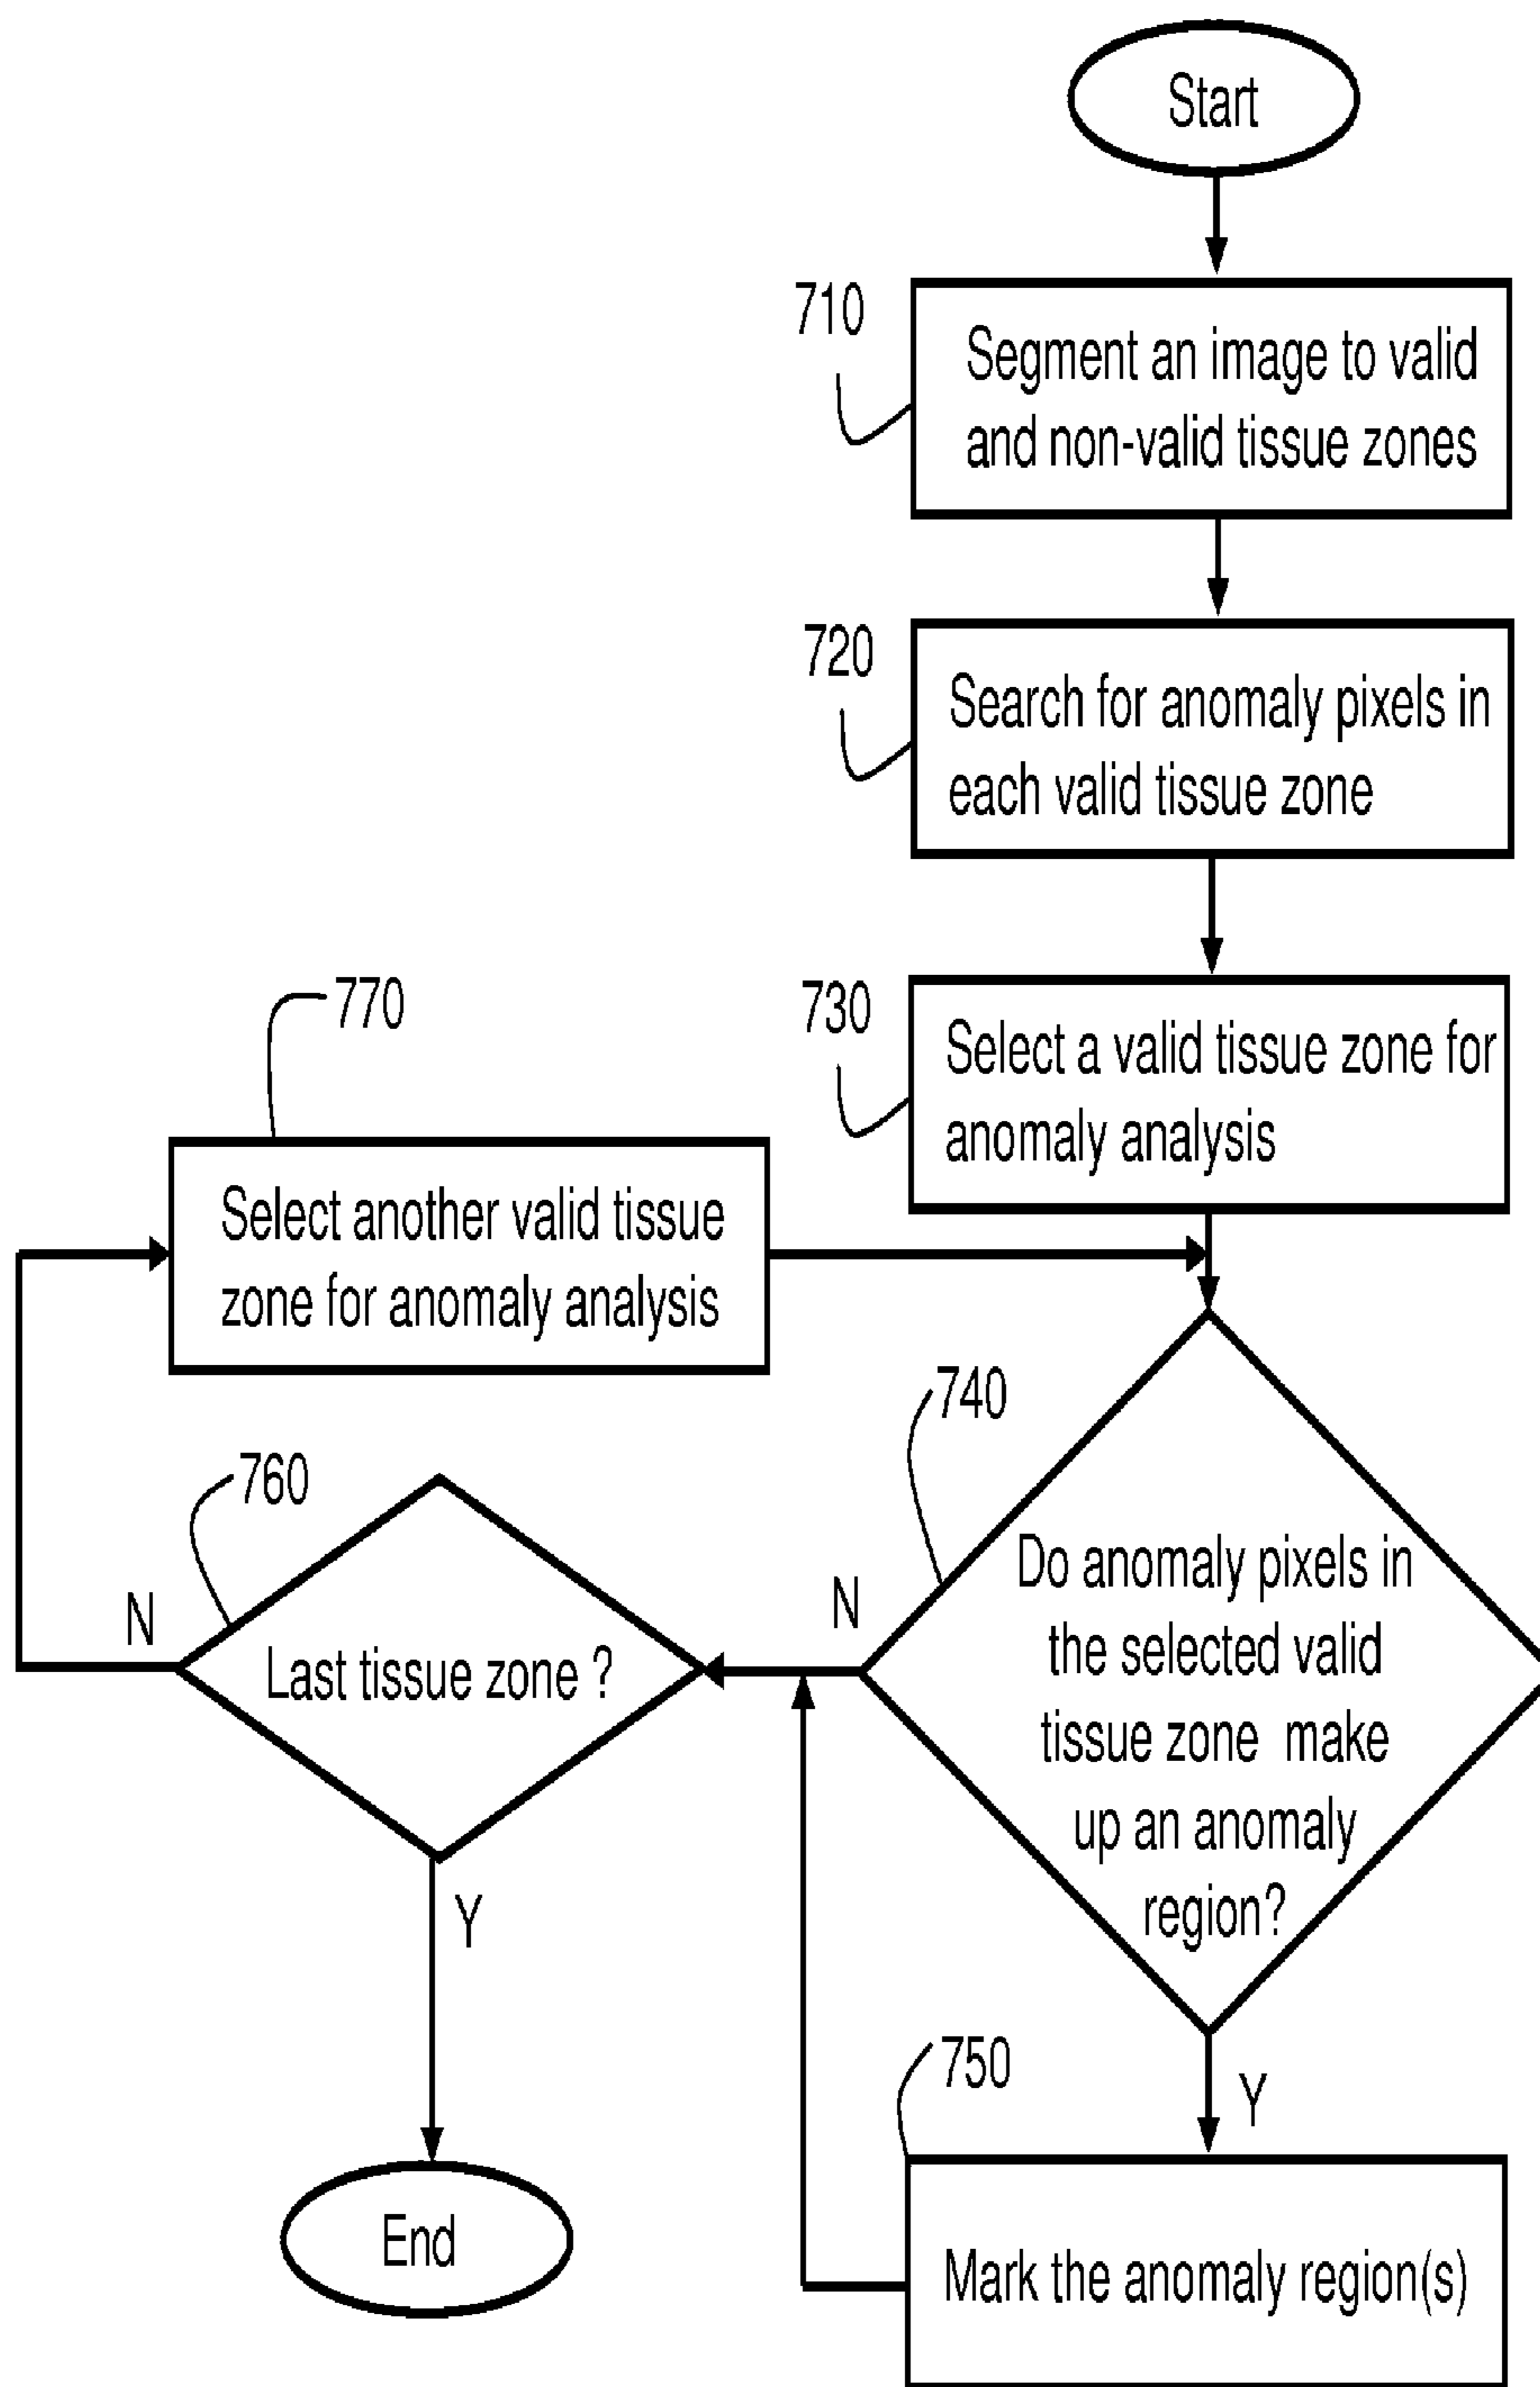 Start
710
Segment an image to valid
and non-valid tissue zones
720
Search for anomaly pixels in
each valid tissue zone
730
Select a valid tissue zone for
anomaly analysis
770
Select another valid tissue
zone for anomaly analysis
740
Do anomaly pixels in
the selected valid
tissue zone make
up an anomaly
region?
N
Y
760
Last tissue zone ?
N
Y
750
Mark the anomaly region(s)
End